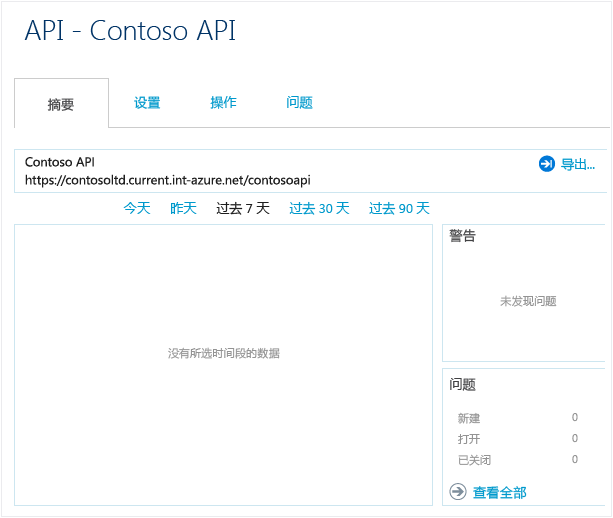 API - Contoso API
摘要 设置 操作 问题
Contoso API
https://contosoltd.current.int-azure.net/contosoapi
导出...
今天 昨天 过去 7 天 过去 30 天 过去 90 天
没有所选时间段的数据
警告
未发现问题
问题
新建 0
打开 0
已关闭 0
查看全部